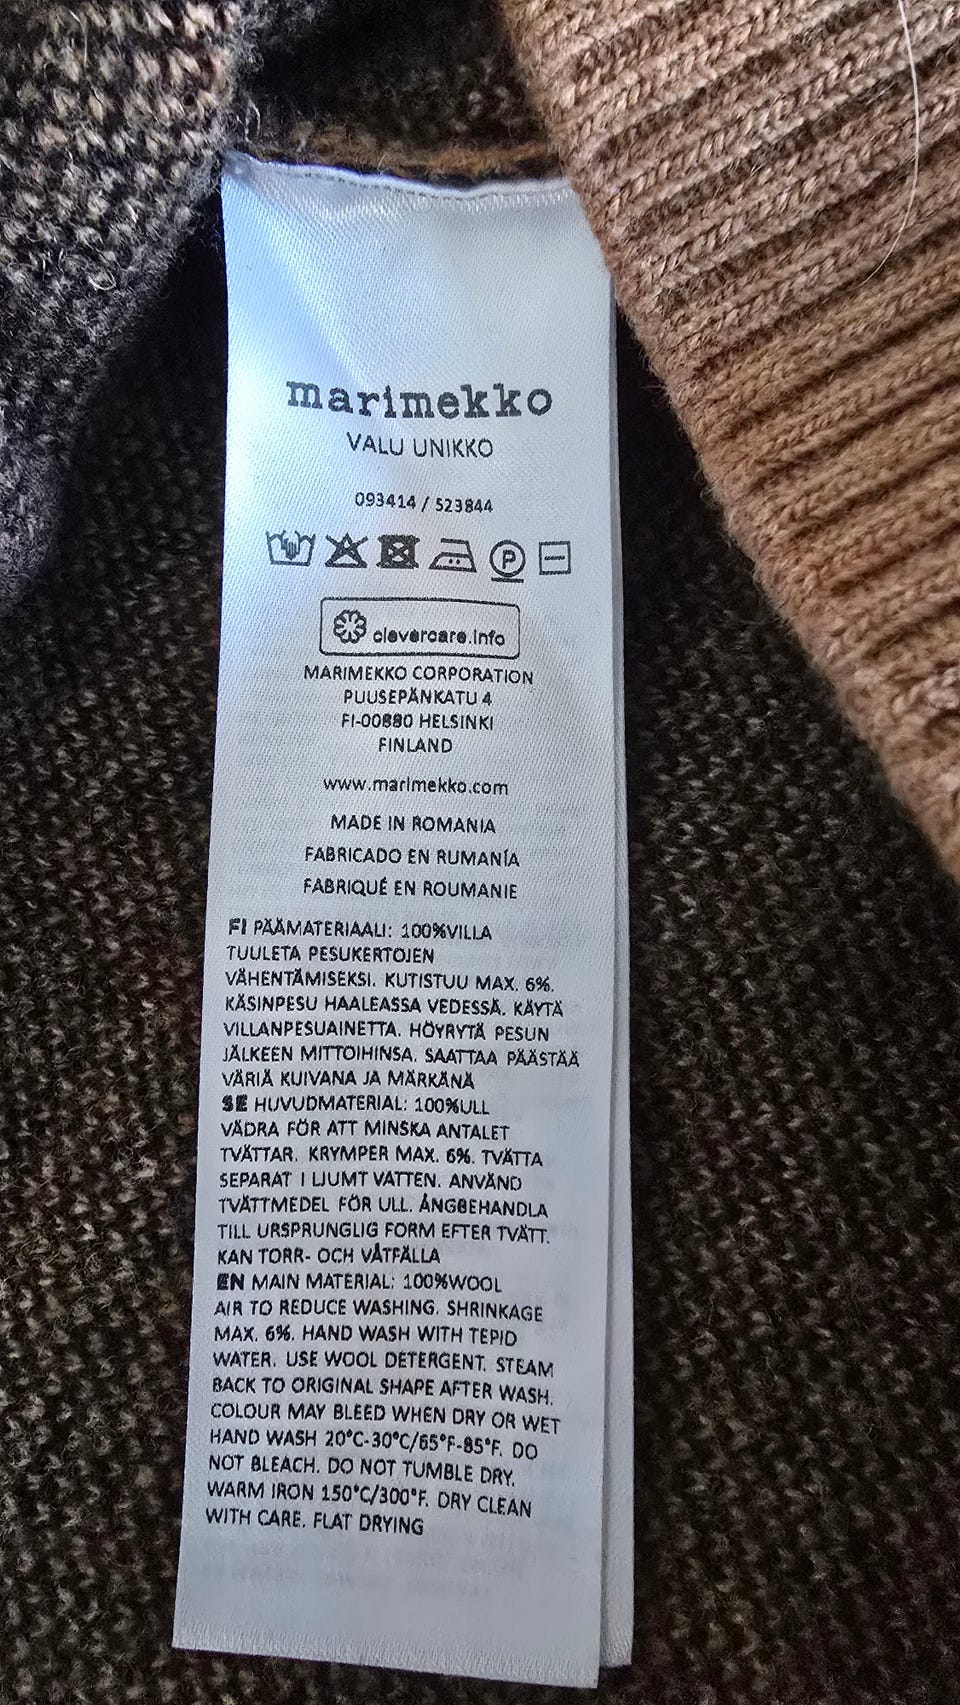 marimekko
VALU UNIKKO
093414 / 523844
P
clevercare.info
MARIMEKKO CORPORATION
PUUSEPÄNKATU 4
FI-00880 HELSINKI
FINLAND
www.marimekko.com
MADE IN ROMANIA
FABRICADO EN RUMANÍA
FABRIQUÉ EN ROUMANIE
FI PÄÄMATERIAALI: 100%VILLA
TUULETA PESUKERTOJEN
VÄHENTÄMISEKSI. KUTISTUU MAX. 6%.
KÄSINPESU HAALEASSA VEDESSÄ. KÄYTÄ
VILLANPESUAINETTA. HÖYRYTÄ PESUN
JÄLKEEN MITTOIHINSA. SAATTAA PÄÄSTÄÄ
VÄRIÄ KUIVANA JA MÄRKÄNÄ
SE HUVUDMATERIAL: 100%ULL
VÄDRA FÖR ATT MINSKA ANTALET
TVÄTTAR. KRYMPER MAX. 6%. TVÄTTA
SEPARAT I LJUMT VATTEN. ANVÄND
TVÄTTMEDEL FÖR ULL. ÅNGBEHANDLA
TILL URSPRUNGLIG FORM EFTER TVÄTT.
KAN TORR- OCH VÅTFÄLLA
EN MAIN MATERIAL: 100%WOOL
AIR TO REDUCE WASHING. SHRINKAGE
MAX. 6%. HAND WASH WITH TEPID
WATER. USE WOOL DETERGENT. STEAM
BACK TO ORIGINAL SHAPE AFTER WASH.
COLOUR MAY BLEED WHEN DRY OR WET
HAND WASH 20°C-30°C/65°F-85°F. DO
NOT BLEACH. DO NOT TUMBLE DRY.
WARM IRON 150°C/300°F. DRY CLEAN
WITH CARE. FLAT DRYING